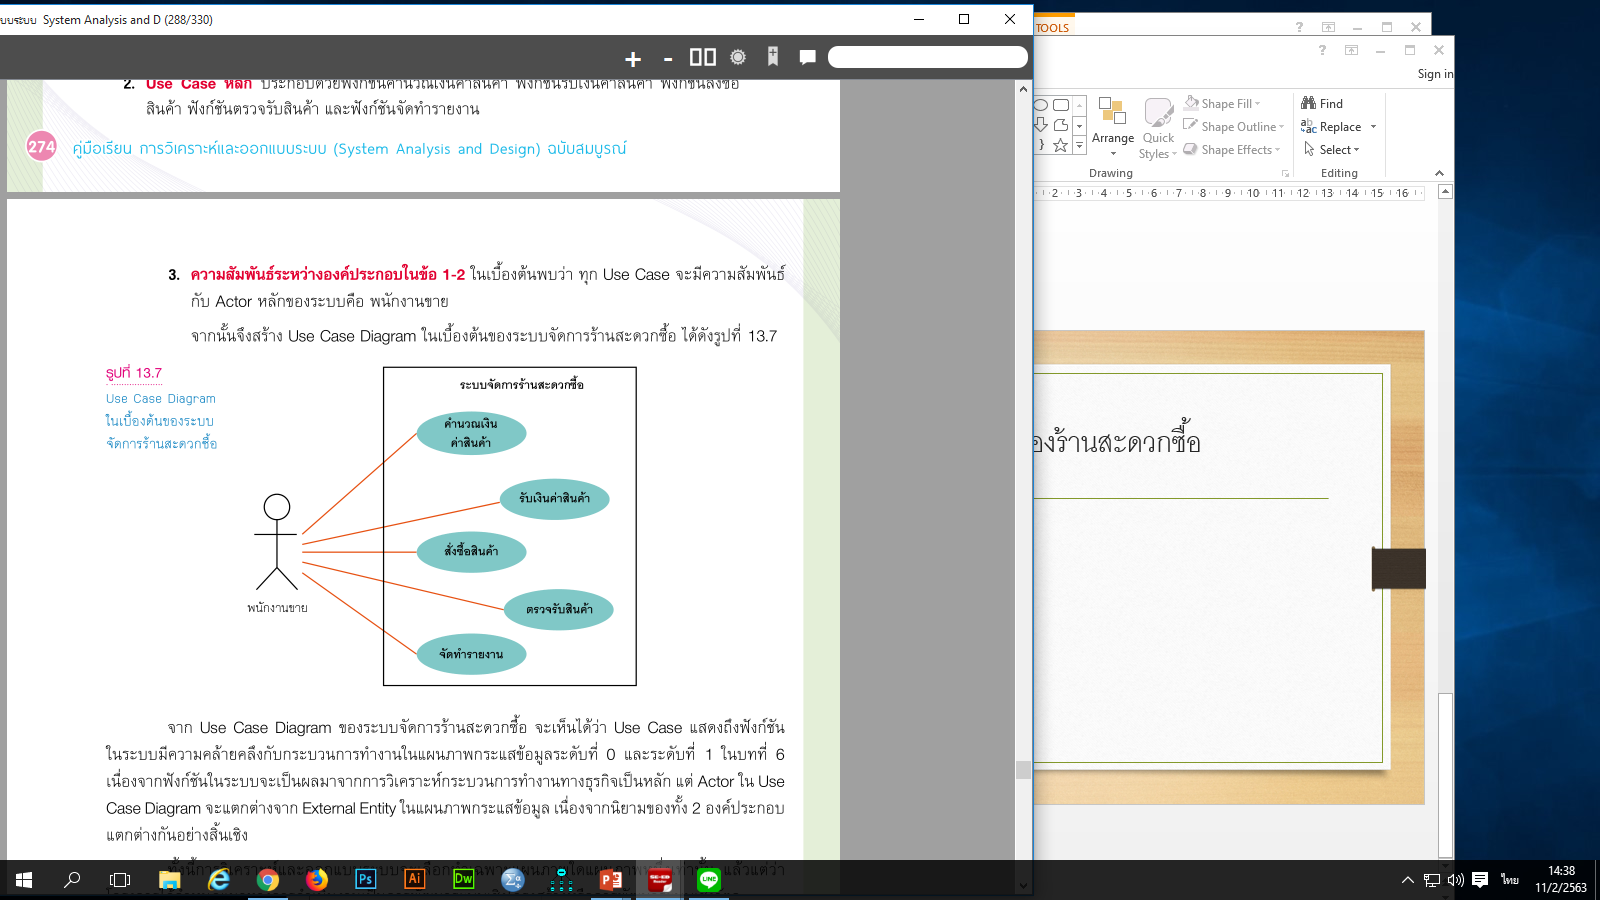 บบระบบ System Analysis and D (288/330)
TOOLS
Sign in
Shape Fill
Shape Outline
Shape Effects
Arrange
Quick
Styles
Drawing
Find
Replace
Select
Editing
2 3 4 5 6 7 8 9 10 11 12 13 14 15 16
2. Use Case หลัก ประกอบด้วยฟังก์ชันคำนวณเงินค่าสินค้า ฟังก์ชันรับเงินค่าสินค้า ฟังก์ชันสั่งซื้อ
สินค้า ฟังก์ชันตรวจรับสินค้า และฟังก์ชันจัดทำรายงาน
274 คู่มือเรียน การวิเคราะห์และออกแบบระบบ (System Analysis and Design) ฉบับสมบูรณ์
3. ความสัมพันธ์ระหว่างองค์ประกอบในข้อ 1-2 ในเบื้องต้นพบว่า ทุก Use Case จะมีความสัมพันธ์
กับ Actor หลักของระบบคือ พนักงานขาย
จากนั้นจึงสร้าง Use Case Diagram ในเบื้องต้นของระบบจัดการร้านสะดวกซื้อ ได้ดังรูปที่ 13.7
รูปที่ 13.7
Use Case Diagram
ในเบื้องต้นของระบบ
จัดการร้านสะดวกซื้อ
ระบบจัดการร้านสะดวกซื้อ
คำนวณเงิน
ค่าสินค้า
รับเงินค่าสินค้า
สั่งซื้อสินค้า
ตรวจรับสินค้า
จัดทำรายงาน
พนักงานขาย
จาก Use Case Diagram ของระบบจัดการร้านสะดวกซื้อ จะเห็นได้ว่า Use Case แสดงถึงฟังก์ชัน
ในระบบมีความคล้ายคลึงกับกระบวนการทำงานในแผนภาพกระแสข้อมูลระดับที่ 0 และระดับที่ 1 ในบทที่ 6
เนื่องจากฟังก์ชันในระบบจะเป็นผลมาจากการวิเคราะห์กระบวนการทำงานทางธุรกิจเป็นหลัก แต่ Actor ใน Use
Case Diagram จะแตกต่างจาก External Entity ในแผนภาพกระแสข้อมูล เนื่องจากนิยามของทั้ง 2 องค์ประกอบ
แตกต่างกันอย่างสิ้นเชิง
องร้านสะดวกซื้อ
ไทย
14:38
11/2/2563